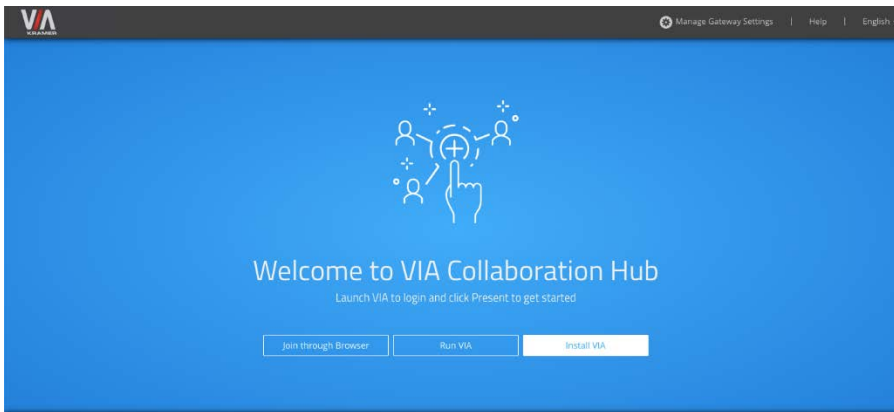 VIA
KRAMER
Manage Gateway Settings | Help | English
Welcome to VIA Collaboration Hub
Launch VIA to login and click Present to get started
Join through Browser
Run VIA
Install VIA